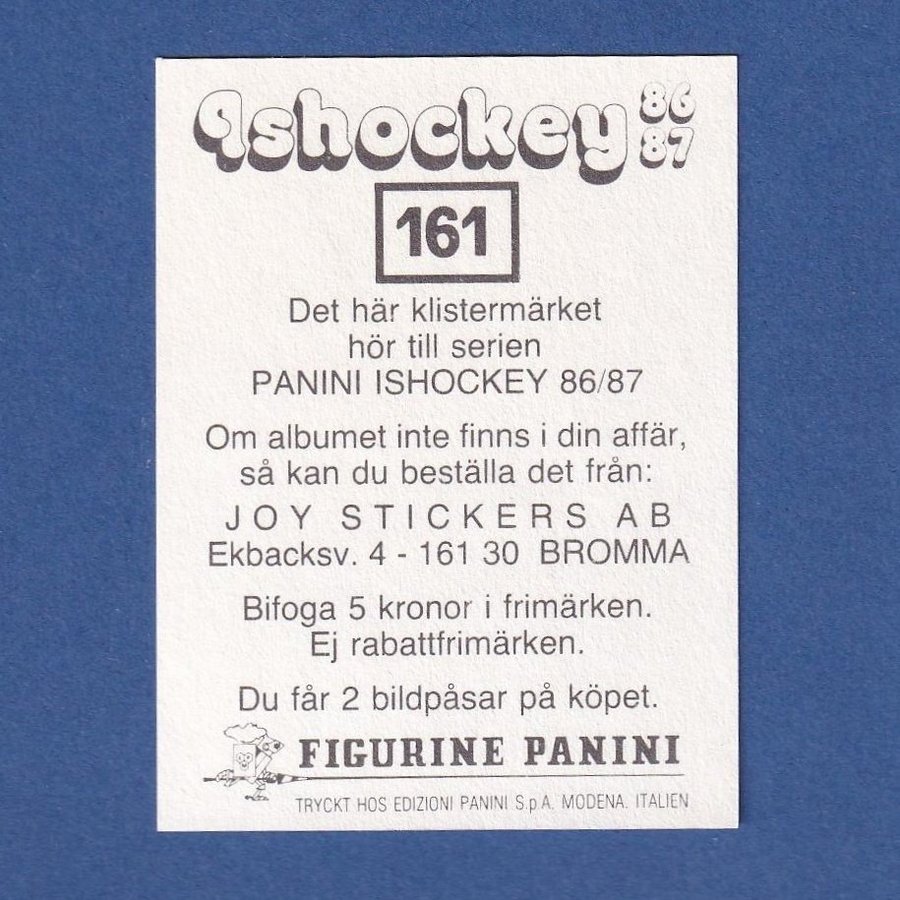 Ishockey 86
87
161
Det här klistermärket
hör till serien
PANINI ISHOCKEY 86/87
Om albumet inte finns i din affär,
så kan du beställa det från:
JOY STICKERS AB
Ekbacksv. 4 - 161 30 BROMMA
Bifoga 5 kronor i frimärken.
Ej rabattfrimärken.
Du får 2 bildpåsar på köpet.
FIGURINE PANINI
TRYCKT HOS EDIZIONI PANINI S.p.A. MODENA. ITALIEN